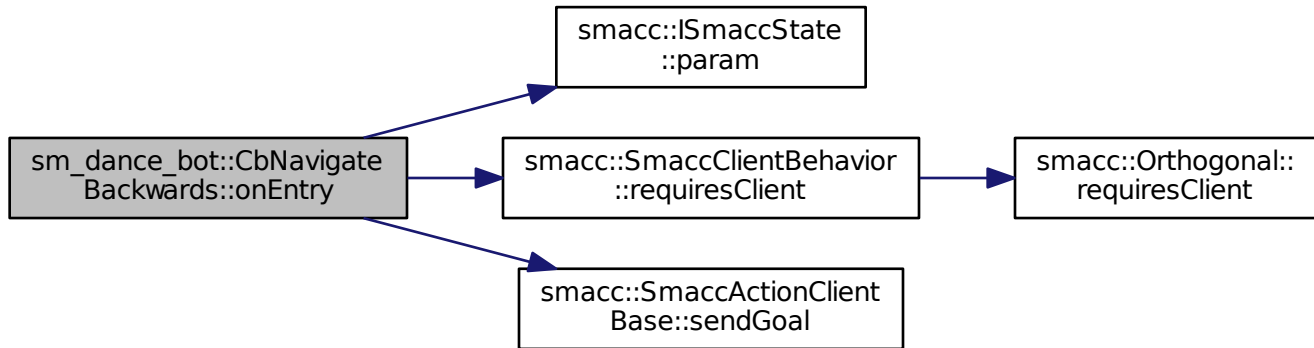 smacc::ISmaccState
::param
sm_dance_bot::CbNavigate
Backwards::onEntry
smacc::SmaccClientBehavior
::requiresClient
smacc::Orthogonal::
requiresClient
smacc::SmaccActionClient
Base::sendGoal